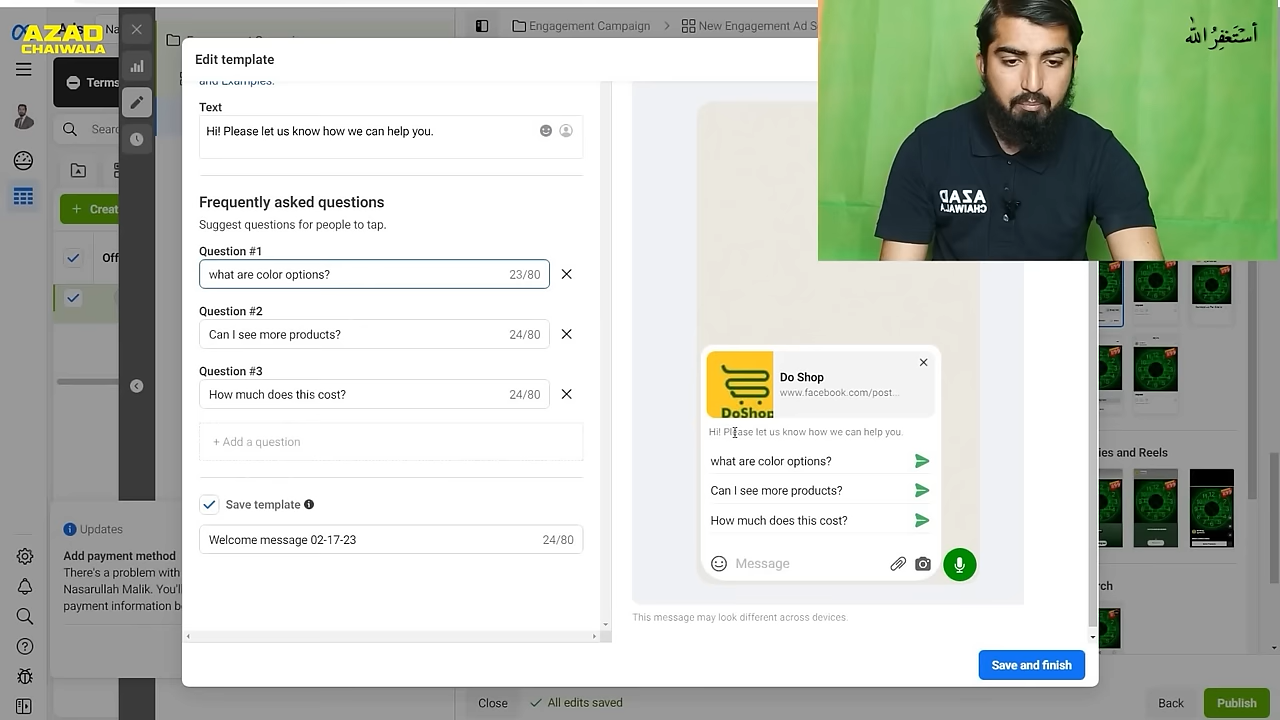 AZAD
CHAIWALA
Na
Engagement Campaign
New Engagement Ad S
أستغفر الله
Edit template
and Examples.
Terms
Text
Hi! Please let us know how we can help you.
Sear
Frequently asked questions
Suggest questions for people to tap.
Creat
Question #1
what are color options?
23/80
Off
Question #2
Can I see more products?
24/80
Question #3
How much does this cost?
24/80
+ Add a question
Save template
Welcome message 02-17-23
24/80
DoShop
Do Shop
www.facebook.com/post...
Hi! Please let us know how we can help you.
what are color options?
Can I see more products?
How much does this cost?
Message
This message may look different across devices.
Save and finish
AZAD
CHAIWALA
ies and Reels
rch
Updates
Add payment method
There's a problem with
Nasarullah Malik. You'll
payment information b
Close
All edits saved
Back
Publish